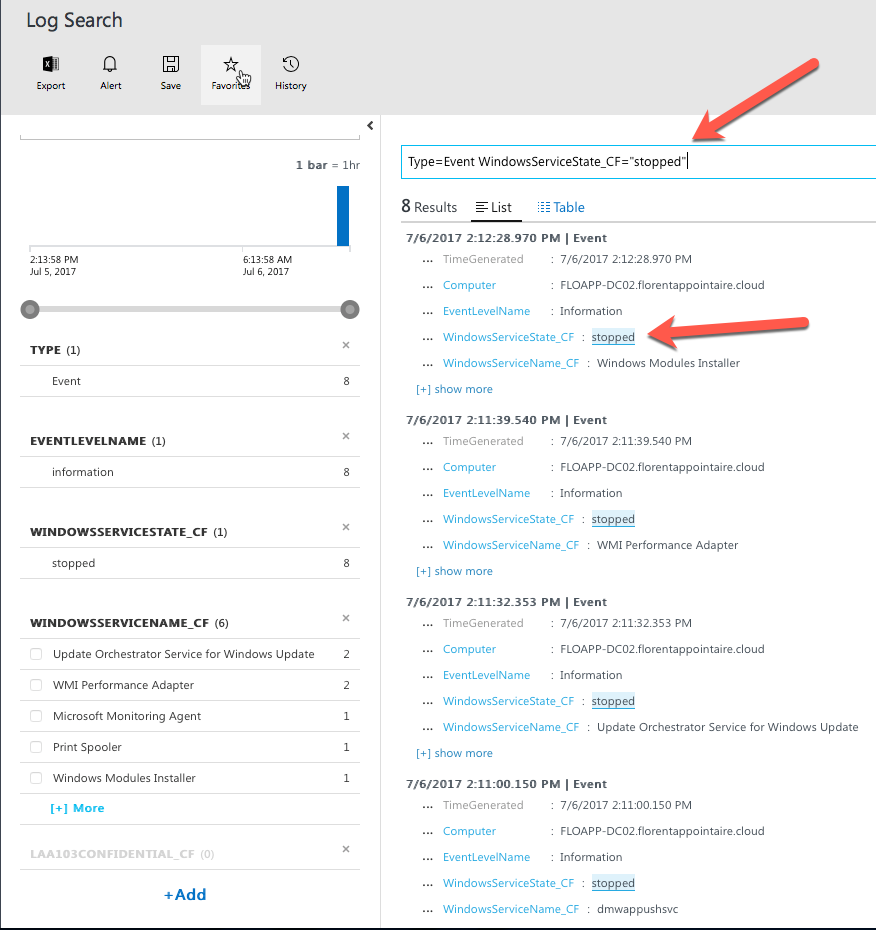 Log Search
Export Alert Save Favorites History
1 bar = 1hr
2:13:58 PM
Jul 5, 2017
6:13:58 AM
Jul 6, 2017
TYPE (1)
Event 8
EVENTLEVELNAME (1)
information 8
WINDOWSSERVICESTATE_CF (1)
stopped 8
WINDOWSSERVICENAME_CF (6)
Update Orchestrator Service for Windows Update 2
WMI Performance Adapter 2
Microsoft Monitoring Agent 1
Print Spooler 1
Windows Modules Installer 1
[+] More
LAA103CONFIDENTIAL_CF (0)
+Add
Type=Event WindowsServiceState_CF="stopped"
8 Results List Table
7/6/2017 2:12:28.970 PM | Event
... TimeGenerated : 7/6/2017 2:12:28.970 PM
... Computer : FLOAPP-DC02.florentappointaire.cloud
... EventLevelName : Information
... WindowsServiceState_CF : stopped
... WindowsServiceName_CF : Windows Modules Installer
[+] show more
7/6/2017 2:11:39.540 PM | Event
... TimeGenerated : 7/6/2017 2:11:39.540 PM
... Computer : FLOAPP-DC02.florentappointaire.cloud
... EventLevelName : Information
... WindowsServiceState_CF : stopped
... WindowsServiceName_CF : WMI Performance Adapter
[+] show more
7/6/2017 2:11:32.353 PM | Event
... TimeGenerated : 7/6/2017 2:11:32.353 PM
... Computer : FLOAPP-DC02.florentappointaire.cloud
... EventLevelName : Information
... WindowsServiceState_CF : stopped
... WindowsServiceName_CF : Update Orchestrator Service for Windows Update
[+] show more
7/6/2017 2:11:00.150 PM | Event
... TimeGenerated : 7/6/2017 2:11:00.150 PM
... Computer : FLOAPP-DC02.florentappointaire.cloud
... EventLevelName : Information
... WindowsServiceState_CF : stopped
... WindowsServiceName_CF : dmwappushsvc